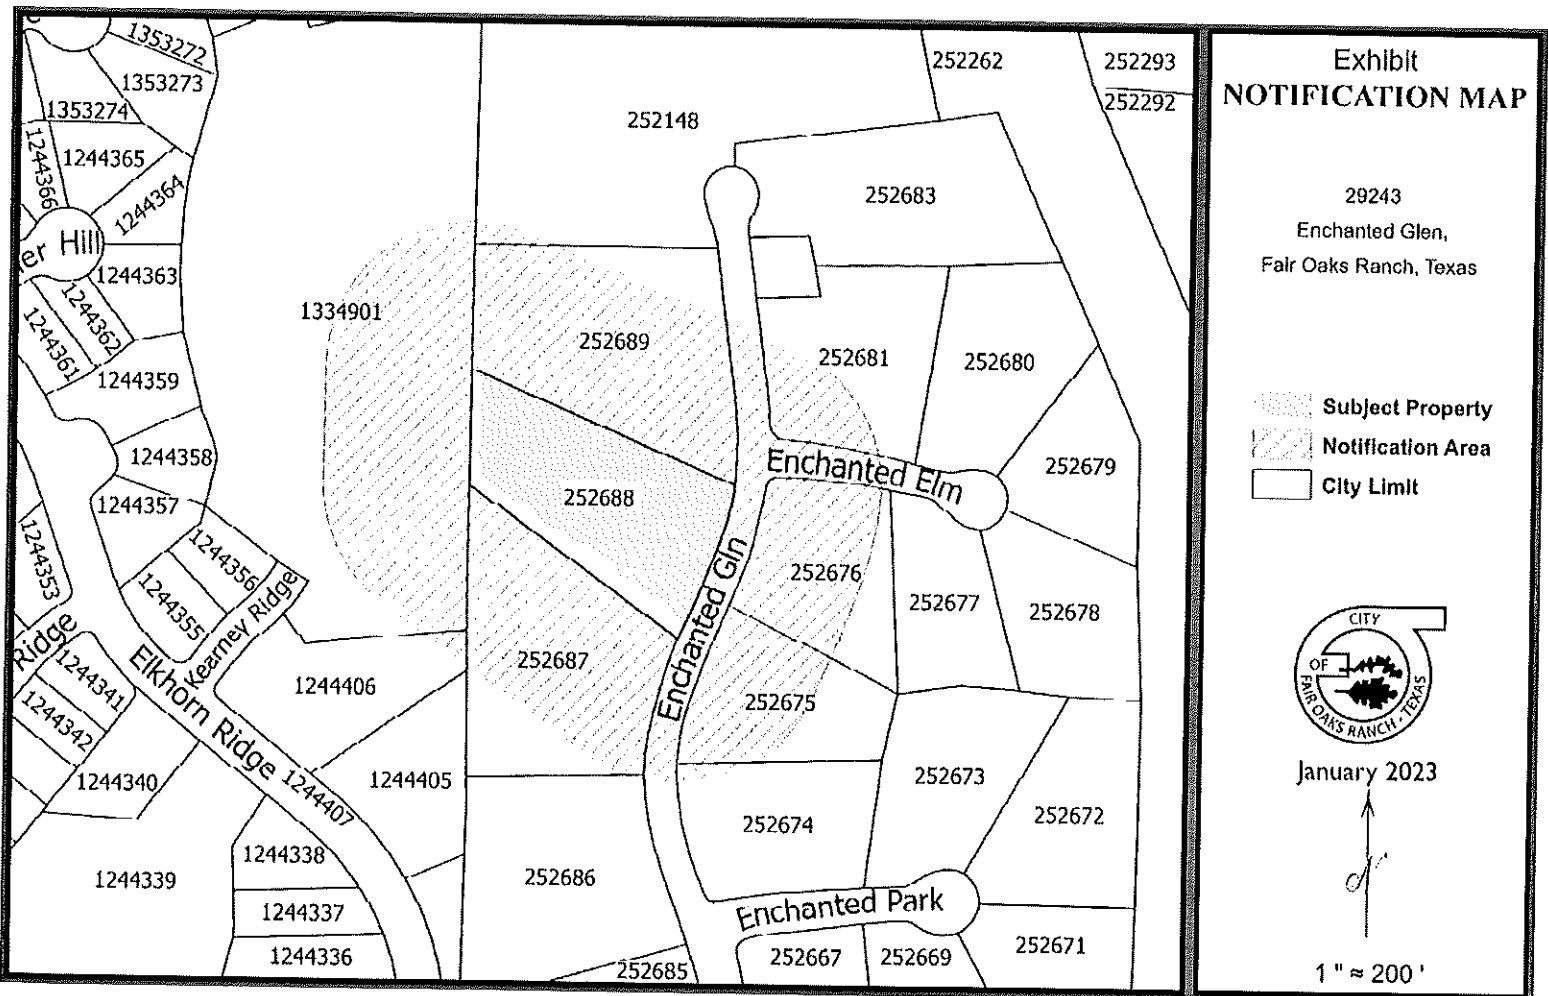 1353272
1353273
1353274
1244365
1244366
1244364
er Hill
1244363
1244362
1244361
1244359
1244358
1244357
1244353
1244356
1244355
Kearney Ridge
Ridge
1244341
1244342
1244340
Elkhorn Ridge
1244407
1244406
1244405
1244339
1244338
1244337
1244336
1334901
252148
252262
252293
252292
252683
252689
252681
252680
252679
Enchanted Elm
252688
Enchanted Gln
252676
252677
252678
252687
252675
252673
252672
252674
252686
Enchanted Park
252671
252667
252669
252685
Exhibit
NOTIFICATION MAP
29243
Enchanted Glen,
Fair Oaks Ranch, Texas
Subject Property
Notification Area
City Limit
CITY
OF
FAIR OAKS RANCH - TEXAS
January 2023
1 " ≈ 200 '